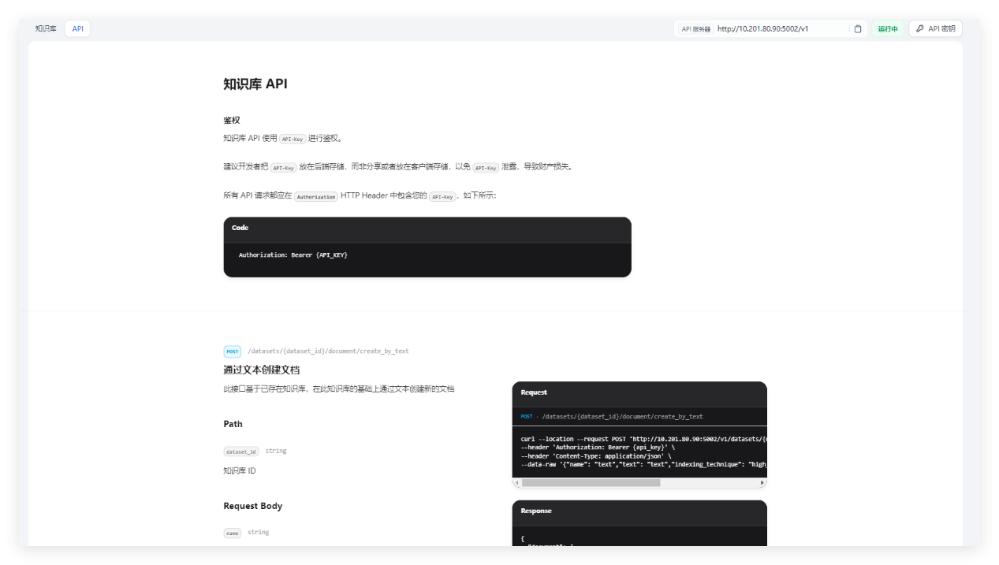 知识库 API
API 服务器 http://10.201.80.90:5002/v1 运行中 API 密钥
知识库 API
鉴权
知识库 API 使用 API-Key 进行鉴权。
建议开发者把 API-Key 放在后端存储，而非分享或者放在客户端存储，以免 API-Key 泄露，导致财产损失。
所有 API 请求都应在 Authorization HTTP Header 中包含您的 API-Key，如下所示：
Code
Authorization: Bearer {API_KEY}
POST /datasets/{dataset_id}/document/create_by_text
通过文本创建文档
此接口基于已存在知识库，在此知识库的基础上通过文本创建新的文档
Path
dataset_id string
知识库 ID
Request Body
name string
Request
POST · /datasets/{dataset_id}/document/create_by_text
curl --location --request POST 'http://10.201.80.90:5002/v1/datasets/{
--header 'Authorization: Bearer {api_key}' \
--header 'Content-Type: application/json' \
--data-raw '{"name": "text","text": "text","indexing_technique": "high_
Response
{
"document": {